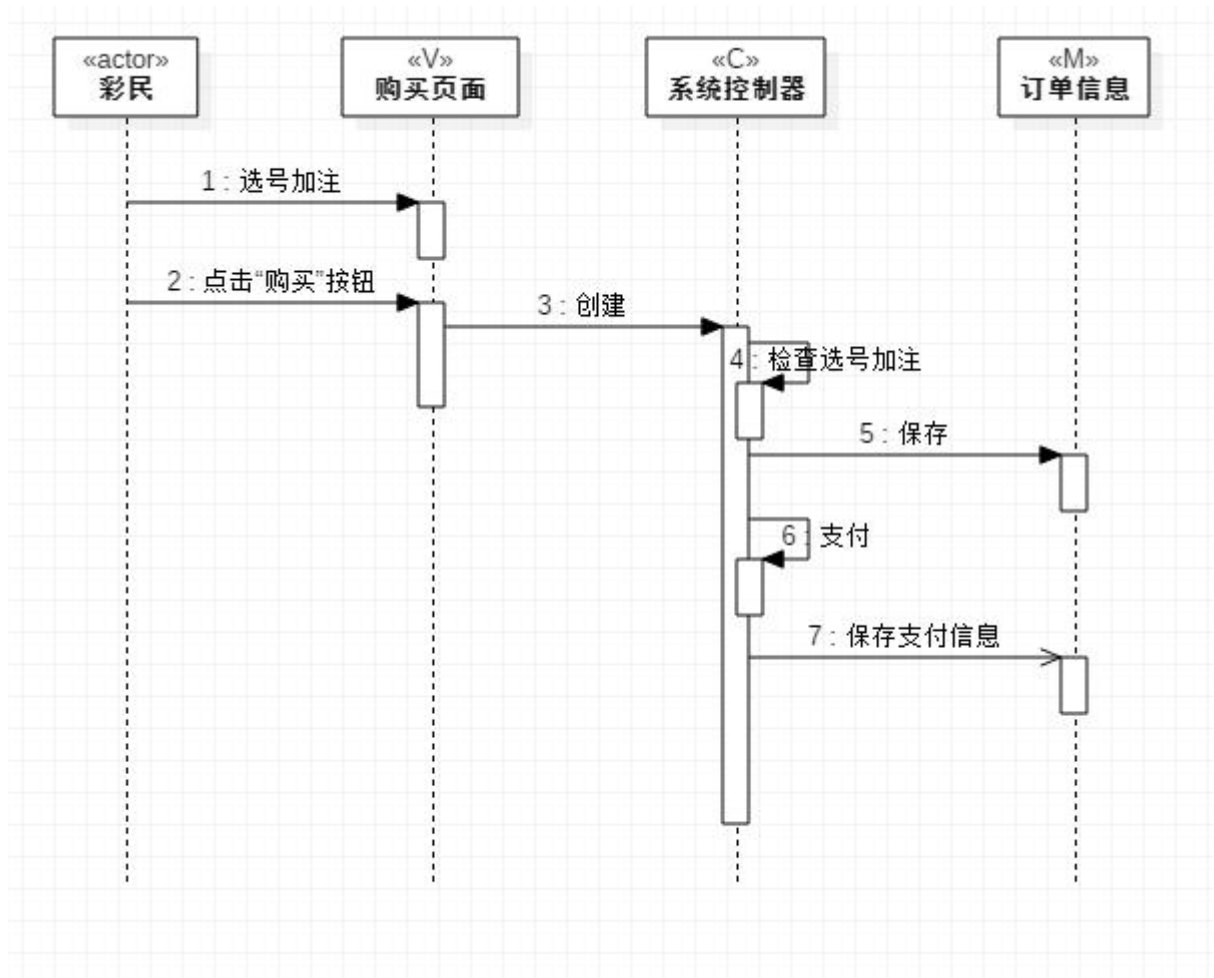 «actor»
彩民
«V»
购买页面
«C»
系统控制器
«M»
订单信息
1 : 选号加注
2 : 点击“购买”按钮
3 : 创建
4 : 检查选号加注
5 : 保存
6 : 支付
7 : 保存支付信息